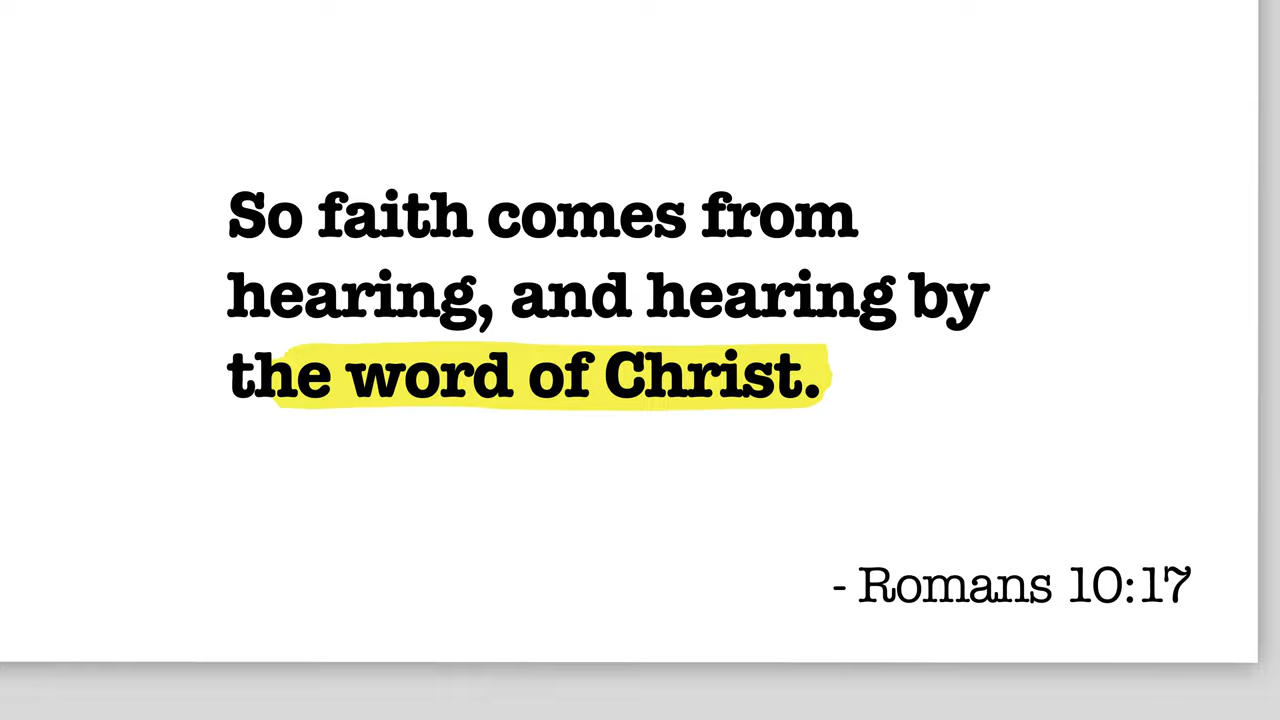 So faith comes from
hearing, and hearing by
the word of Christ.
- Romans 10:17